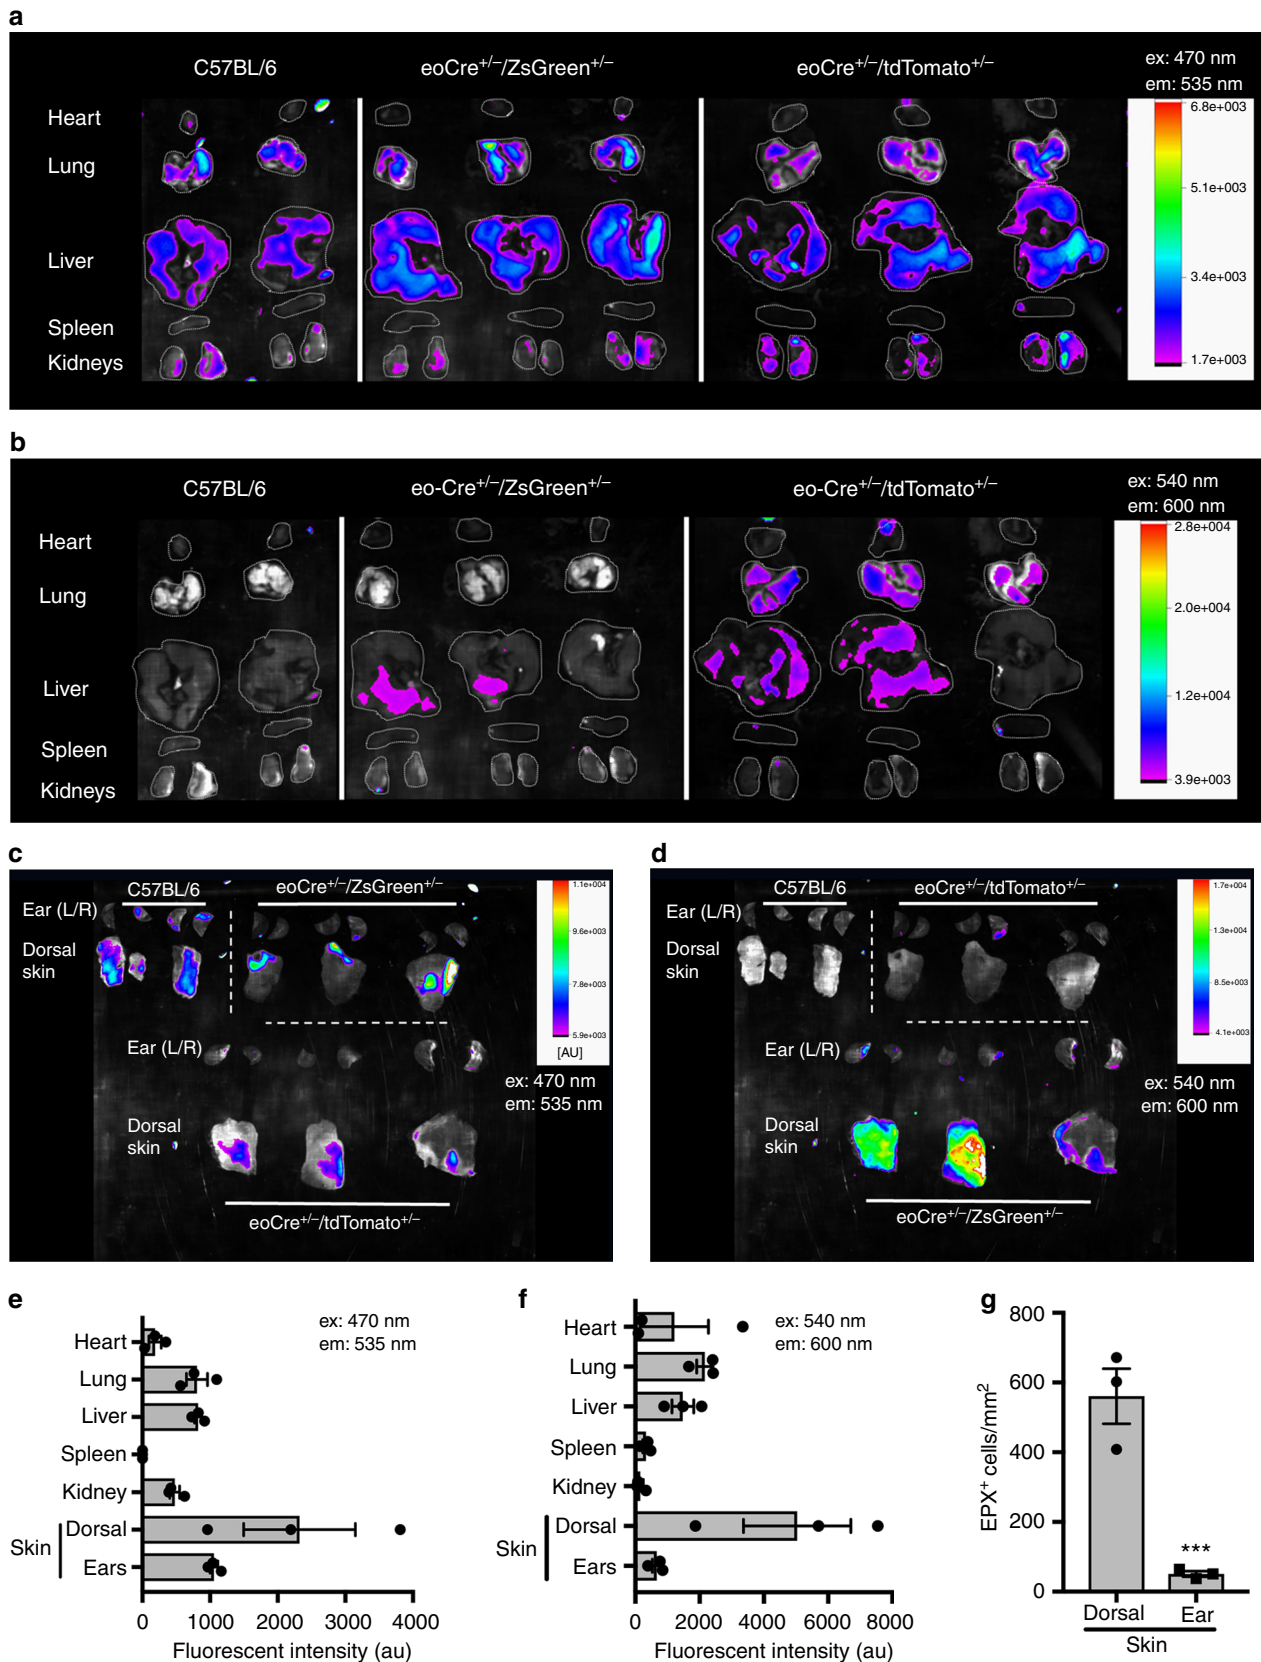 a
C57BL/6
eoCre+/–/ZsGreen+/–
eoCre+/–/tdTomato+/–
ex: 470 nm
em: 535 nm
Heart
Lung
Liver
Spleen
Kidneys
6.8e+003
5.1e+003
3.4e+003
1.7e+003
b
C57BL/6
eo-Cre+/–/ZsGreen+/–
eo-Cre+/–/tdTomato+/–
ex: 540 nm
em: 600 nm
Heart
Lung
Liver
Spleen
Kidneys
2.8e+004
2.0e+004
1.2e+004
3.9e+003
c
C57BL/6
eoCre+/–/ZsGreen+/–
Ear (L/R)
Dorsal
skin
Ear (L/R)
Dorsal
skin
eoCre+/–/tdTomato+/–
1.1e+004
9.6e+003
7.8e+003
5.9e+003
[AU]
ex: 470 nm
em: 535 nm
d
C57BL/6
eoCre+/–/tdTomato+/–
Ear (L/R)
Dorsal
skin
Ear (L/R)
Dorsal
skin
eoCre+/–/ZsGreen+/–
1.7e+004
1.3e+004
8.5e+003
4.1e+003
ex: 540 nm
em: 600 nm
e
ex: 470 nm
em: 535 nm
Heart
Lung
Liver
Spleen
Kidney
Dorsal
Skin
Ears
0 1000 2000 3000 4000
Fluorescent intensity (au)
f
ex: 540 nm
em: 600 nm
Heart
Lung
Liver
Spleen
Kidney
Dorsal
Skin
Ears
0 2000 4000 6000 8000
Fluorescent intensity (au)
g
EPX+ cells/mm2
800
600
400
200
0
***
Dorsal Ear
Skin